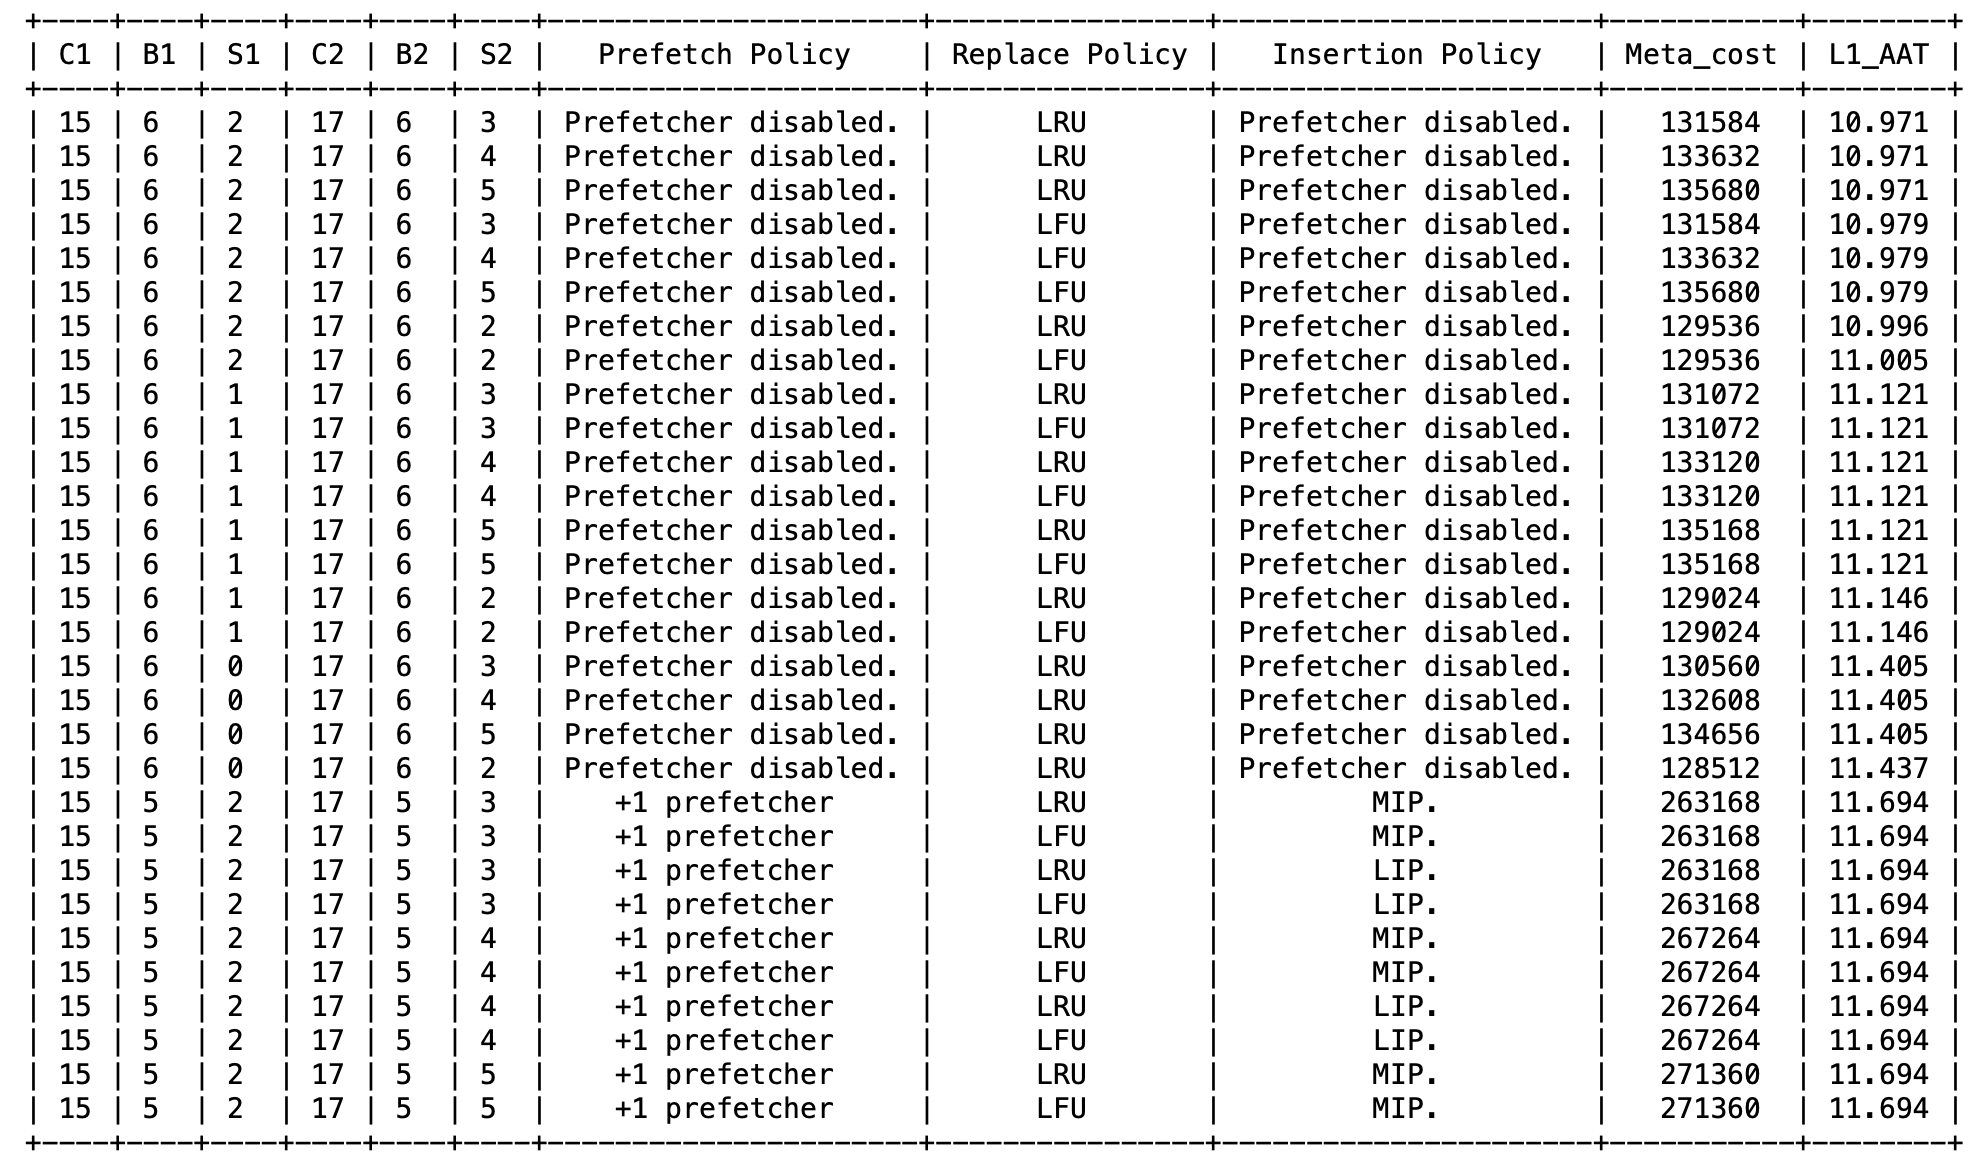 +----+----+----+----+----+----+----------------------+----------------+----------------------+-----------+--------+
| C1 | B1 | S1 | C2 | B2 | S2 |   Prefetch Policy    | Replace Policy |   Insertion Policy   | Meta_cost | L1_AAT |
+----+----+----+----+----+----+----------------------+----------------+----------------------+-----------+--------+
| 15 | 6  | 2  | 17 | 6  | 3  | Prefetcher disabled. |      LRU       | Prefetcher disabled. |  131584   | 10.971 |
| 15 | 6  | 2  | 17 | 6  | 4  | Prefetcher disabled. |      LRU       | Prefetcher disabled. |  133632   | 10.971 |
| 15 | 6  | 2  | 17 | 6  | 5  | Prefetcher disabled. |      LRU       | Prefetcher disabled. |  135680   | 10.971 |
| 15 | 6  | 2  | 17 | 6  | 3  | Prefetcher disabled. |      LFU       | Prefetcher disabled. |  131584   | 10.979 |
| 15 | 6  | 2  | 17 | 6  | 4  | Prefetcher disabled. |      LFU       | Prefetcher disabled. |  133632   | 10.979 |
| 15 | 6  | 2  | 17 | 6  | 5  | Prefetcher disabled. |      LFU       | Prefetcher disabled. |  135680   | 10.979 |
| 15 | 6  | 2  | 17 | 6  | 2  | Prefetcher disabled. |      LRU       | Prefetcher disabled. |  129536   | 10.996 |
| 15 | 6  | 2  | 17 | 6  | 2  | Prefetcher disabled. |      LFU       | Prefetcher disabled. |  129536   | 11.005 |
| 15 | 6  | 1  | 17 | 6  | 3  | Prefetcher disabled. |      LRU       | Prefetcher disabled. |  131072   | 11.121 |
| 15 | 6  | 1  | 17 | 6  | 3  | Prefetcher disabled. |      LFU       | Prefetcher disabled. |  131072   | 11.121 |
| 15 | 6  | 1  | 17 | 6  | 4  | Prefetcher disabled. |      LRU       | Prefetcher disabled. |  133120   | 11.121 |
| 15 | 6  | 1  | 17 | 6  | 4  | Prefetcher disabled. |      LFU       | Prefetcher disabled. |  133120   | 11.121 |
| 15 | 6  | 1  | 17 | 6  | 5  | Prefetcher disabled. |      LRU       | Prefetcher disabled. |  135168   | 11.121 |
| 15 | 6  | 1  | 17 | 6  | 5  | Prefetcher disabled. |      LFU       | Prefetcher disabled. |  135168   | 11.121 |
| 15 | 6  | 1  | 17 | 6  | 2  | Prefetcher disabled. |      LRU       | Prefetcher disabled. |  129024   | 11.146 |
| 15 | 6  | 1  | 17 | 6  | 2  | Prefetcher disabled. |      LFU       | Prefetcher disabled. |  129024   | 11.146 |
| 15 | 6  | 0  | 17 | 6  | 3  | Prefetcher disabled. |      LRU       | Prefetcher disabled. |  130560   | 11.405 |
| 15 | 6  | 0  | 17 | 6  | 4  | Prefetcher disabled. |      LRU       | Prefetcher disabled. |  132608   | 11.405 |
| 15 | 6  | 0  | 17 | 6  | 5  | Prefetcher disabled. |      LRU       | Prefetcher disabled. |  134656   | 11.405 |
| 15 | 6  | 0  | 17 | 6  | 2  | Prefetcher disabled. |      LRU       | Prefetcher disabled. |  128512   | 11.437 |
| 15 | 5  | 2  | 17 | 5  | 3  |    +1 prefetcher     |      LRU       |         MIP.         |  263168   | 11.694 |
| 15 | 5  | 2  | 17 | 5  | 3  |    +1 prefetcher     |      LFU       |         MIP.         |  263168   | 11.694 |
| 15 | 5  | 2  | 17 | 5  | 3  |    +1 prefetcher     |      LRU       |         LIP.         |  263168   | 11.694 |
| 15 | 5  | 2  | 17 | 5  | 3  |    +1 prefetcher     |      LFU       |         LIP.         |  263168   | 11.694 |
| 15 | 5  | 2  | 17 | 5  | 4  |    +1 prefetcher     |      LRU       |         MIP.         |  267264   | 11.694 |
| 15 | 5  | 2  | 17 | 5  | 4  |    +1 prefetcher     |      LFU       |         MIP.         |  267264   | 11.694 |
| 15 | 5  | 2  | 17 | 5  | 4  |    +1 prefetcher     |      LRU       |         LIP.         |  267264   | 11.694 |
| 15 | 5  | 2  | 17 | 5  | 4  |    +1 prefetcher     |      LFU       |         LIP.         |  267264   | 11.694 |
| 15 | 5  | 2  | 17 | 5  | 5  |    +1 prefetcher     |      LRU       |         MIP.         |  271360   | 11.694 |
| 15 | 5  | 2  | 17 | 5  | 5  |    +1 prefetcher     |      LFU       |         MIP.         |  271360   | 11.694 |
+----+----+----+----+----+----+----------------------+----------------+----------------------+-----------+--------+